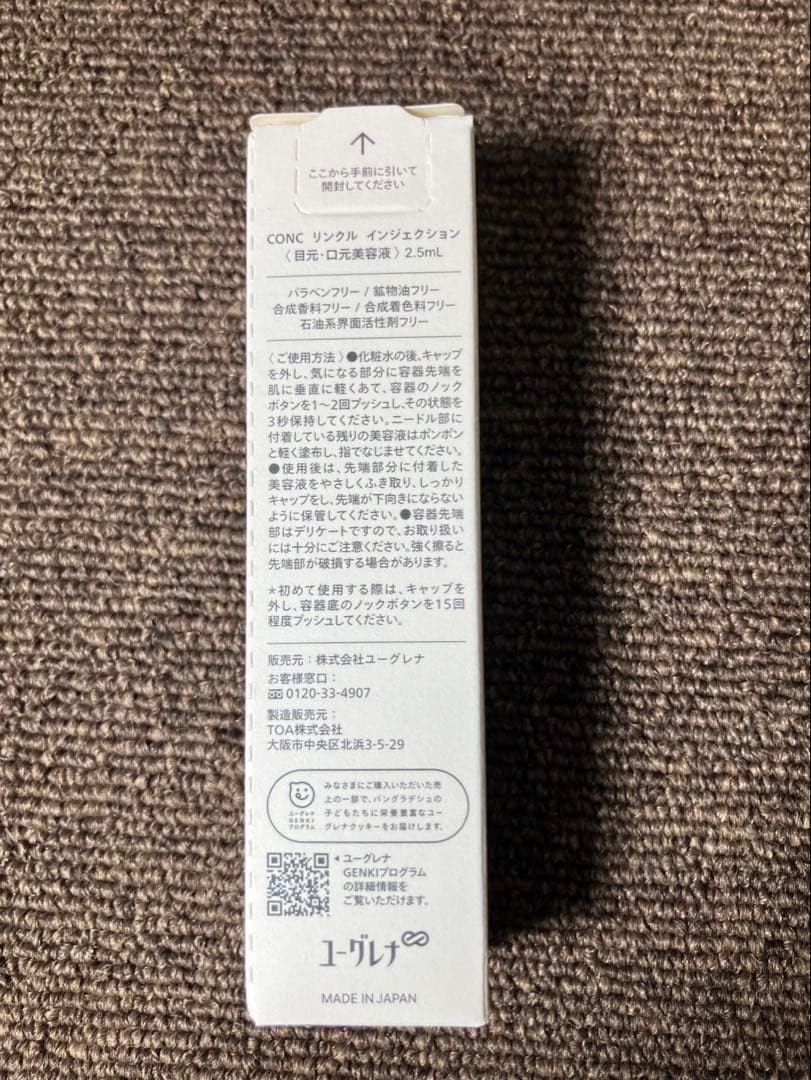 ここから手前に引いて
開封してください
CONC リンクル インジェクション
〈 目元・口元美容液 〉 2.5mL
パラベンフリー / 鉱物油フリー
合成香料フリー / 合成着色料フリー
石油系界面活性剤フリー
〈 ご使用方法 〉●化粧水の後、キャップ
を外し、気になる部分に容器先端を
肌に垂直に軽くあて、容器のノック
ボタンを1〜2回プッシュし、その状態を
3秒保持してください。ニードル部に
付着している残りの美容液はポンポン
と軽く塗布し、指でなじませてください。
●使用後は、先端部分に付着した
美容液をやさしくふき取り、しっかり
キャップをし、先端が下向きにならない
ように保管してください。●容器先端
部はデリケートですので、お取り扱い
には十分にご注意ください。強く擦ると
先端部が破損する場合があります。
*初めて使用する際は、キャップを
外し、容器底のノックボタンを15回
程度プッシュしてください。
販売元：株式会社ユーグレナ
お客様窓口：
0120-33-4907
製造販売元：
TOA株式会社
大阪市中央区北浜3-5-29
ユーグレナ
GENKI
プログラム
みなさまにご購入いただいた売
上の一部で、バングラデシュの
子どもたちに栄養豊富なユー
グレナクッキーをお届けします。
◀ ユーグレナ
GENKIプログラム
の詳細情報を
ご覧いただけます。
ユーグレナ
MADE IN JAPAN